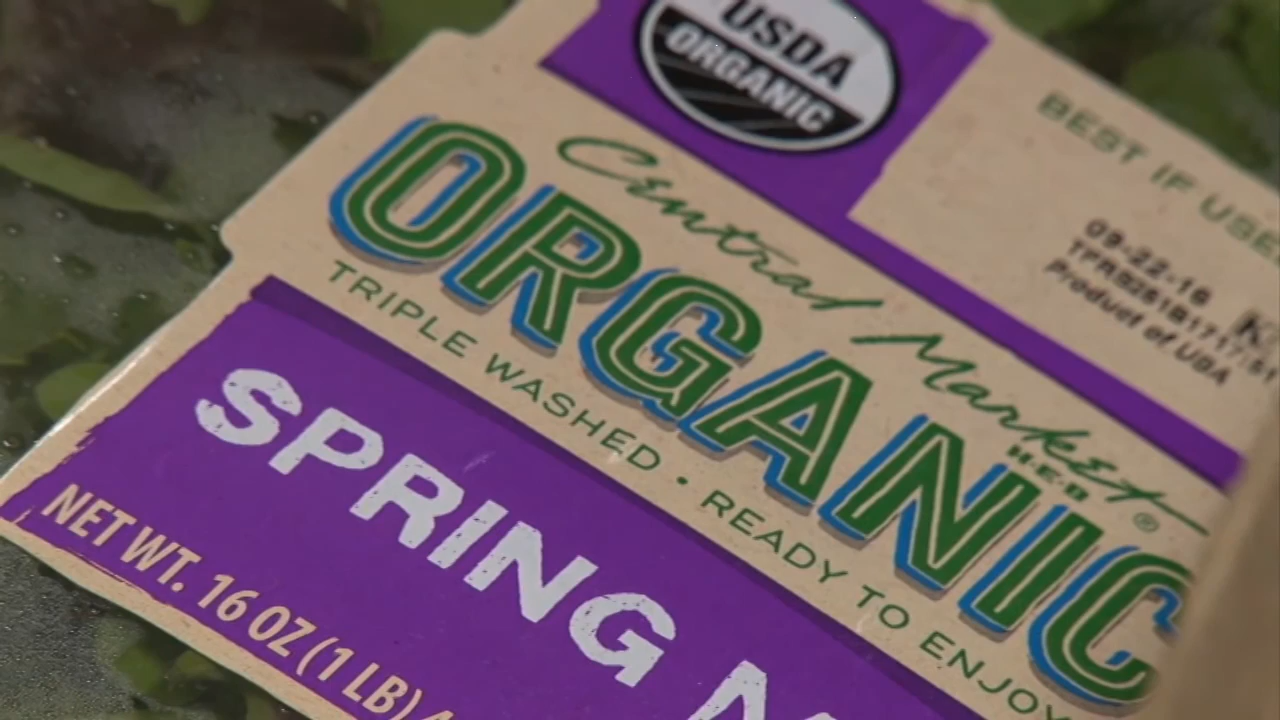 USDA
ORGANIC
BEST IF USE
09-22-16
Product of USA
Central Market
H-E-B
ORGANIC
TRIPLE WASHED • READY TO ENJOY
SPRING M
NET WT. 16 OZ (1 LB)